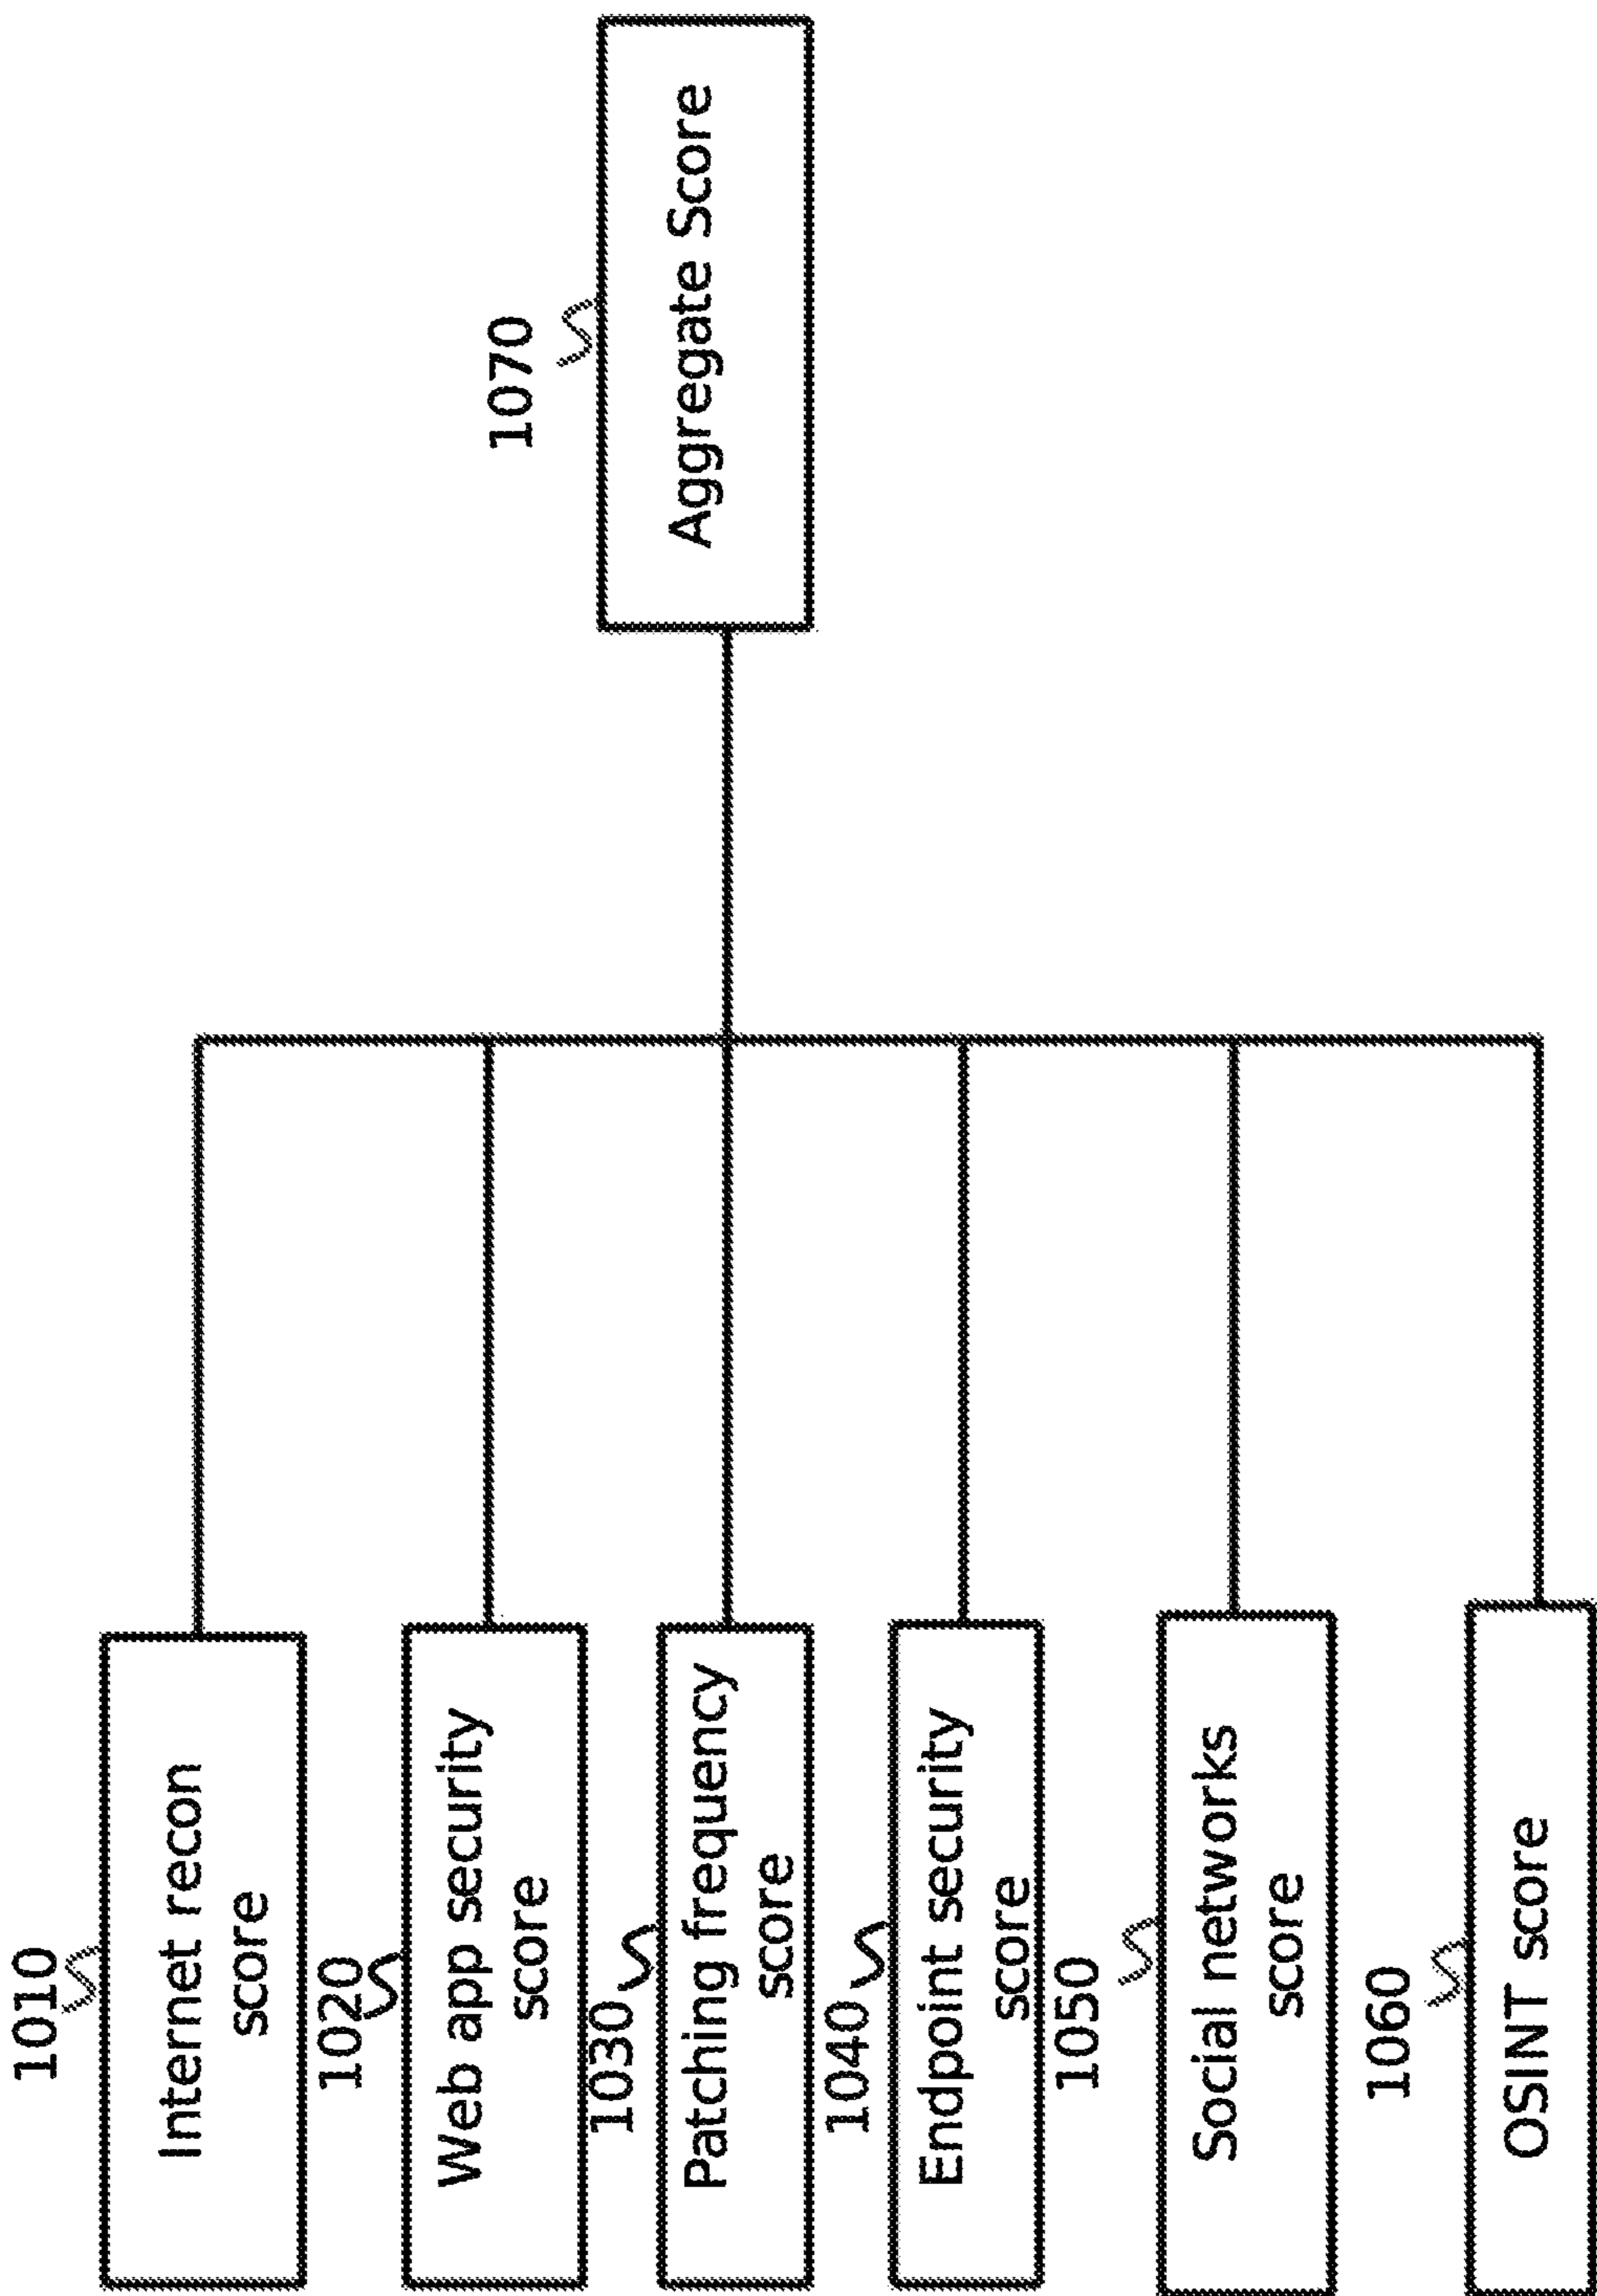 1010
Internet recon
score
1020
Web app security
score
1030
Patching frequency
score
1040
Endpoint security
score
1050
Social networks
score
1060
OSINT score
1070
Aggregate Score